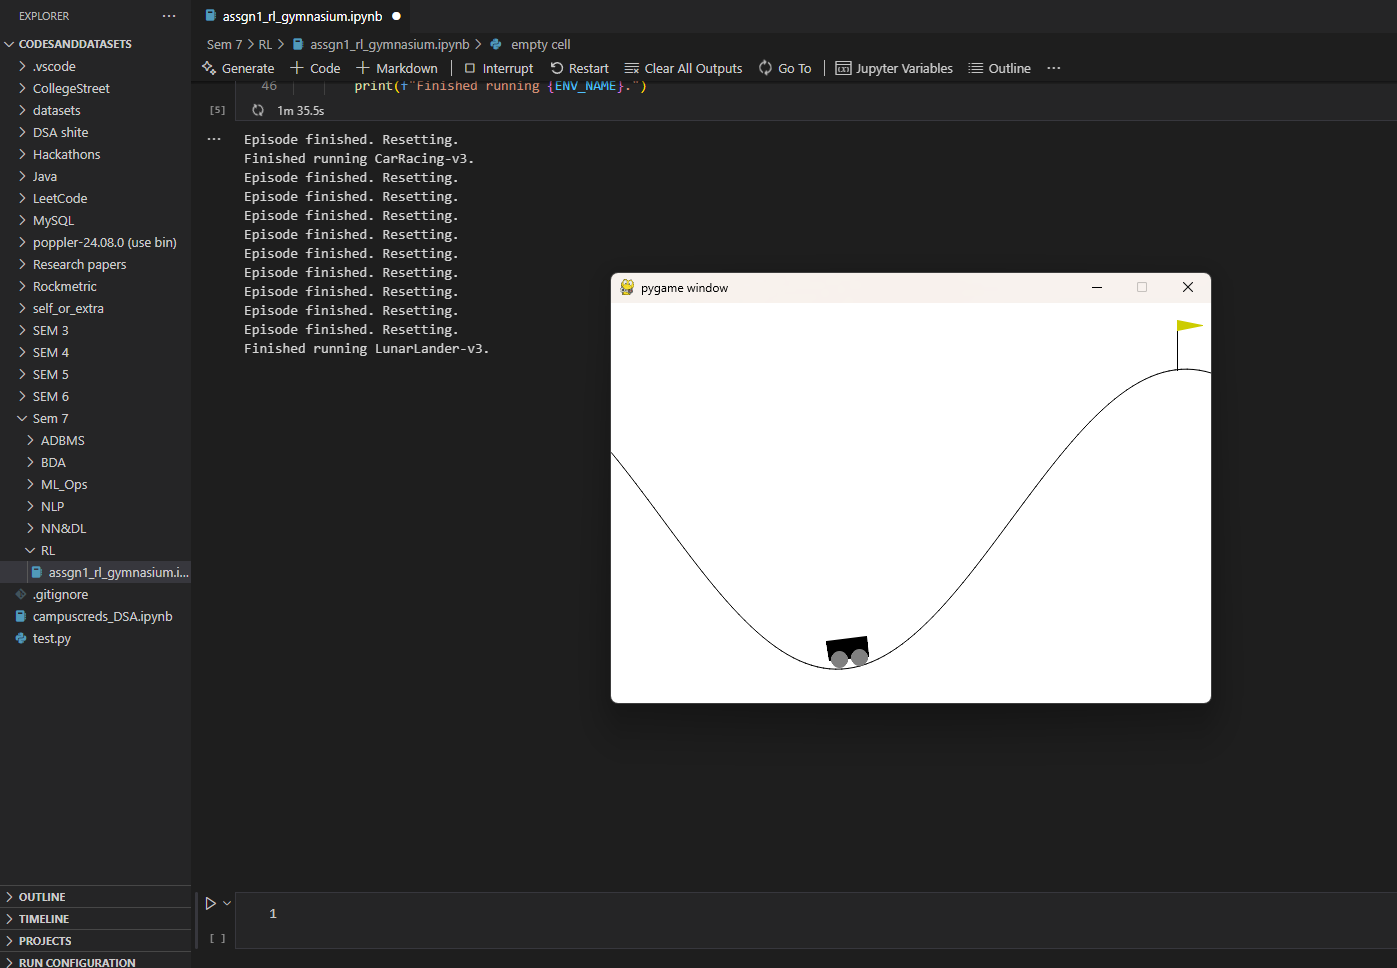 EXPLORER
CODESANDDATASETS
.vscode
CollegeStreet
datasets
DSA shite
Hackathons
Java
LeetCode
MySQL
poppler-24.08.0 (use bin)
Research papers
Rockmetric
self_or_extra
SEM 3
SEM 4
SEM 5
SEM 6
Sem 7
ADBMS
BDA
ML_Ops
NLP
NN&DL
RL
assgn1_rl_gymnasium.i...
.gitignore
campuscreds_DSA.ipynb
test.py
OUTLINE
TIMELINE
PROJECTS
RUN CONFIGURATION
assgn1_rl_gymnasium.ipynb
Sem 7 > RL > assgn1_rl_gymnasium.ipynb > empty cell
Generate + Code + Markdown Interrupt Restart Clear All Outputs Go To Jupyter Variables Outline ...
46 print(f"Finished running {ENV_NAME}.")
[5] 1m 35.5s
... Episode finished. Resetting.
Finished running CarRacing-v3.
Episode finished. Resetting.
Episode finished. Resetting.
Episode finished. Resetting.
Episode finished. Resetting.
Episode finished. Resetting.
Episode finished. Resetting.
Episode finished. Resetting.
Episode finished. Resetting.
Episode finished. Resetting.
Finished running LunarLander-v3.
pygame window
1
[ ]